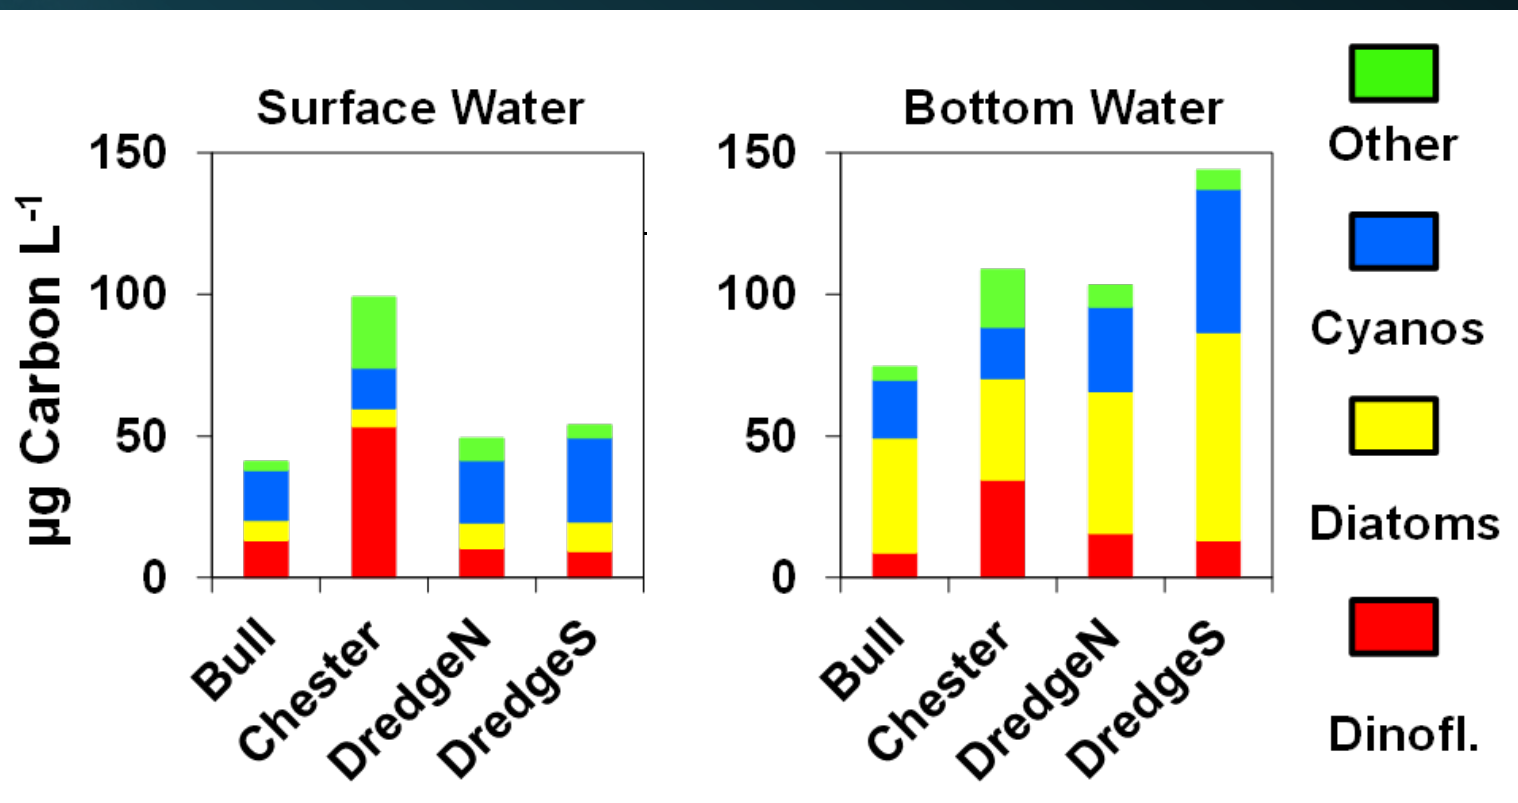 Surface Water
150
100
50
0
µg Carbon L-1
Bull
Chester
DredgeN
DredgeS
Bottom Water
150
100
50
0
Bull
Chester
DredgeN
DredgeS
Other
Cyanos
Diatoms
Dinofl.